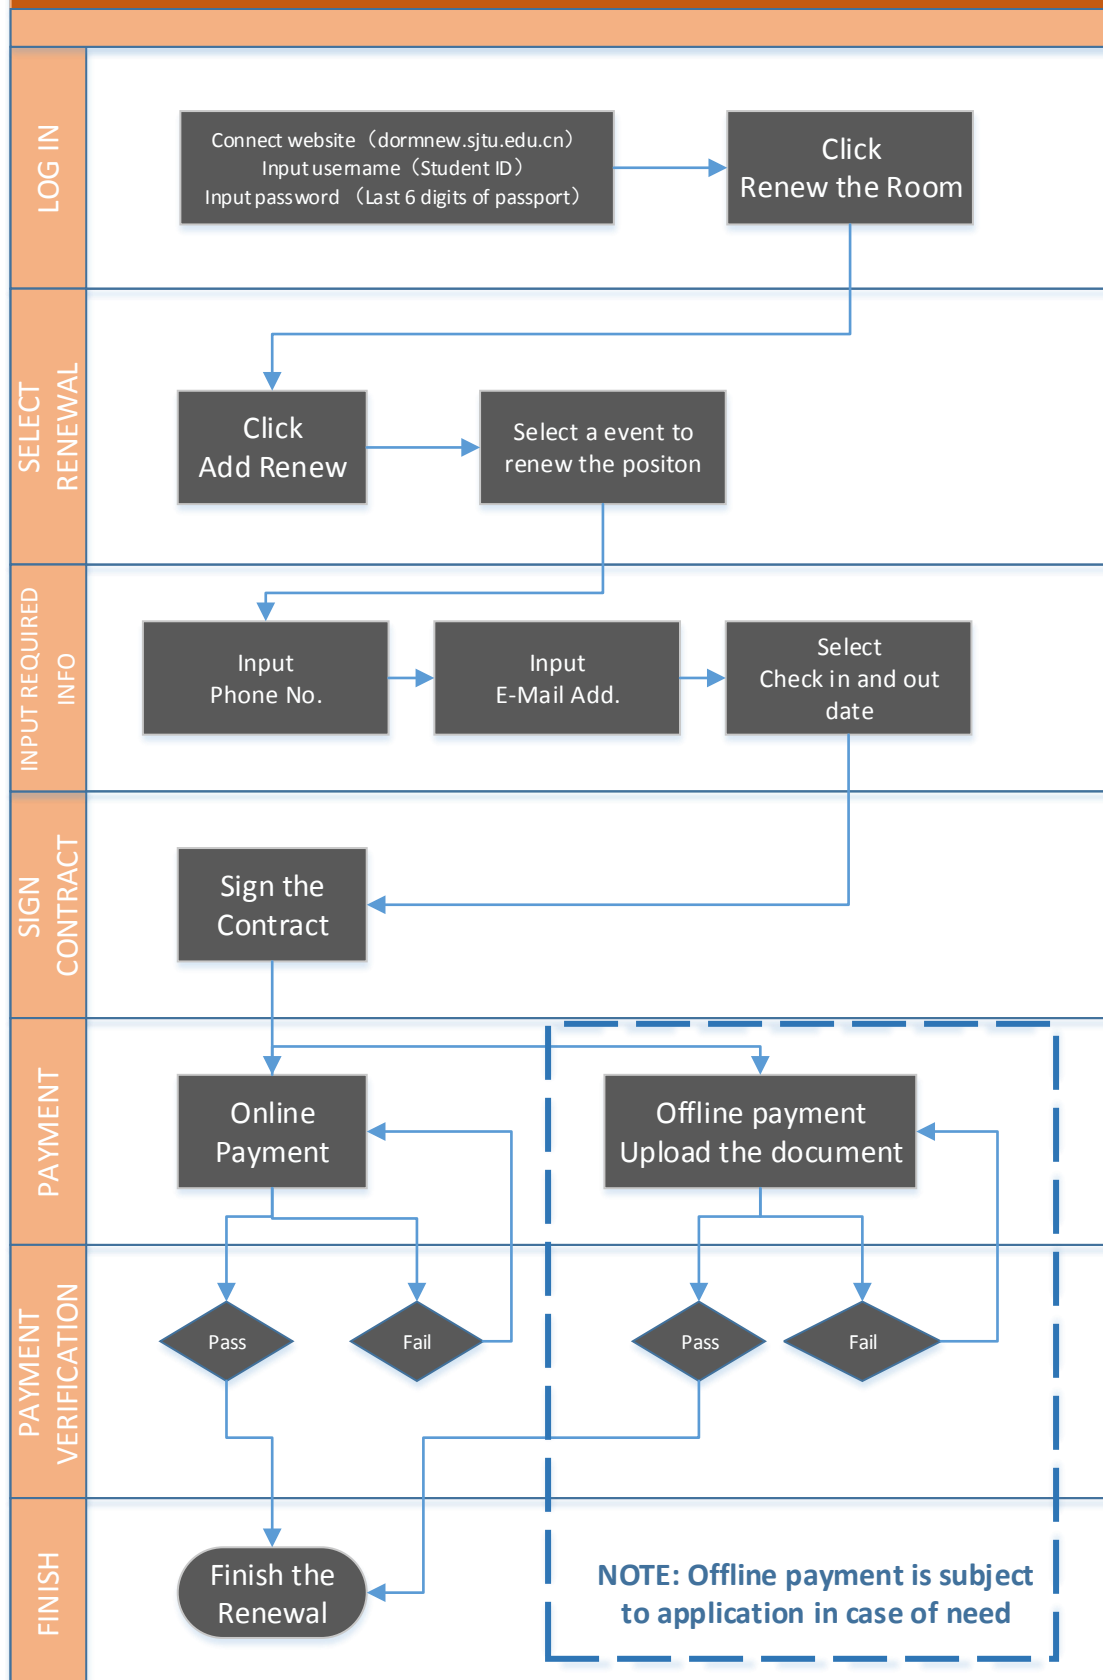 LOG IN
Connect website（dormnew.sjtu.edu.cn）
Input username（Student ID）
Input password （Last 6 digits of passport）
Click
Renew the Room
SELECT
RENEWAL
Click
Add Renew
Select a event to
renew the positon
INPUT REQUIRED
INFO
Input
Phone No.
Input
E-Mail Add.
Select
Check in and out
date
SIGN
CONTRACT
Sign the
Contract
PAYMENT
Online
Payment
Offline payment
Upload the document
PAYMENT
VERIFICATION
Pass
Fail
Pass
Fail
FINISH
Finish the
Renewal
NOTE: Offline payment is subject
to application in case of need